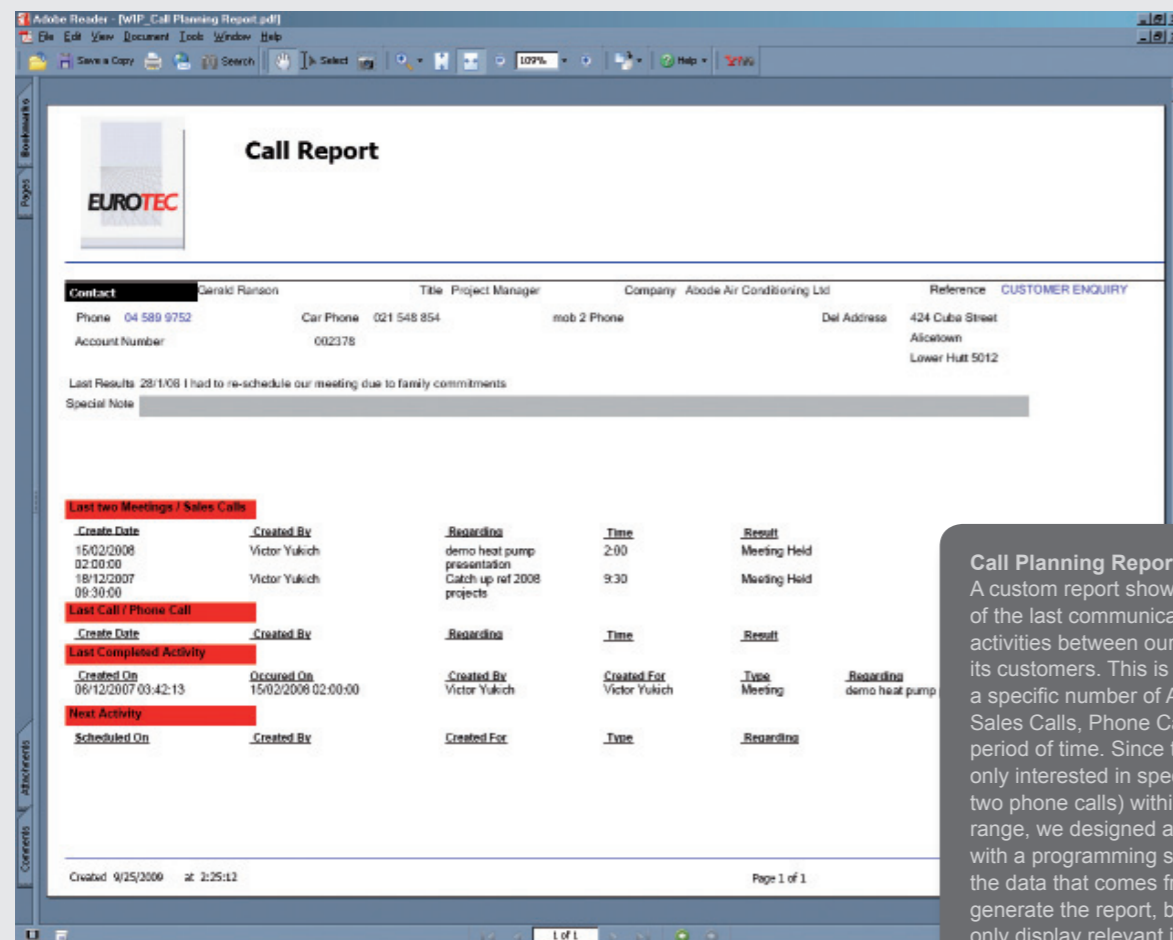 Adobe Reader - [WIP_Call Planning Report.pdf]
File Edit View Document Tools Window Help
Save a Copy Search Select 109% Help
Bookmarks
Pages
Attachments
Comments
EUROTEC
Call Report
Contact Gerald Ranson Title Project Manager Company Abode Air Conditioning Ltd Reference CUSTOMER ENQUIRY
Phone 04 589 9752 Car Phone 021 548 854 mob 2 Phone Del Address 424 Cuba Street
Account Number 002378 Alicetown
Lower Hutt 5012
Last Results 28/1/08 I had to re-schedule our meeting due to family commitments
Special Note
Last two Meetings / Sales Calls
Create Date Created By Regarding Time Result
15/02/2008 Victor Yukich demo heat pump 2:00 Meeting Held
02:00:00 presentation
18/12/2007 Victor Yukich Catch up ref 2008 9:30 Meeting Held
09:30:00 projects
Last Call / Phone Call
Create Date Created By Regarding Time Result
Last Completed Activity
Created On Occured On Created By Created For Type Regarding
06/12/2007 03:42:13 15/02/2008 02:00:00 Victor Yukich Victor Yukich Meeting demo heat pump
Next Activity
Scheduled On Created By Created For Type Regarding
Created 9/25/2009 at 2:25:12 Page 1 of 1
1 of 1
Call Planning Repor
A custom report show
of the last communica
activities between our
its customers. This is
a specific number of A
Sales Calls, Phone Ca
period of time. Since t
only interested in spe
two phone calls) withi
range, we designed a
with a programming s
the data that comes fr
generate the report, b
only display relevant i